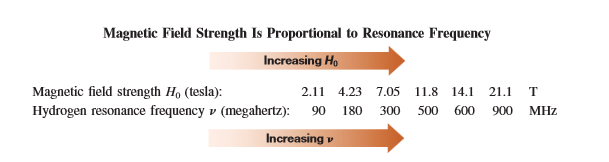 Magnetic Field Strength Is Proportional to Resonance Frequency
Increasing H₀
Magnetic field strength H₀ (tesla): 2.11 4.23 7.05 11.8 14.1 21.1 T
Hydrogen resonance frequency ν (megahertz): 90 180 300 500 600 900 MHz
Increasing ν